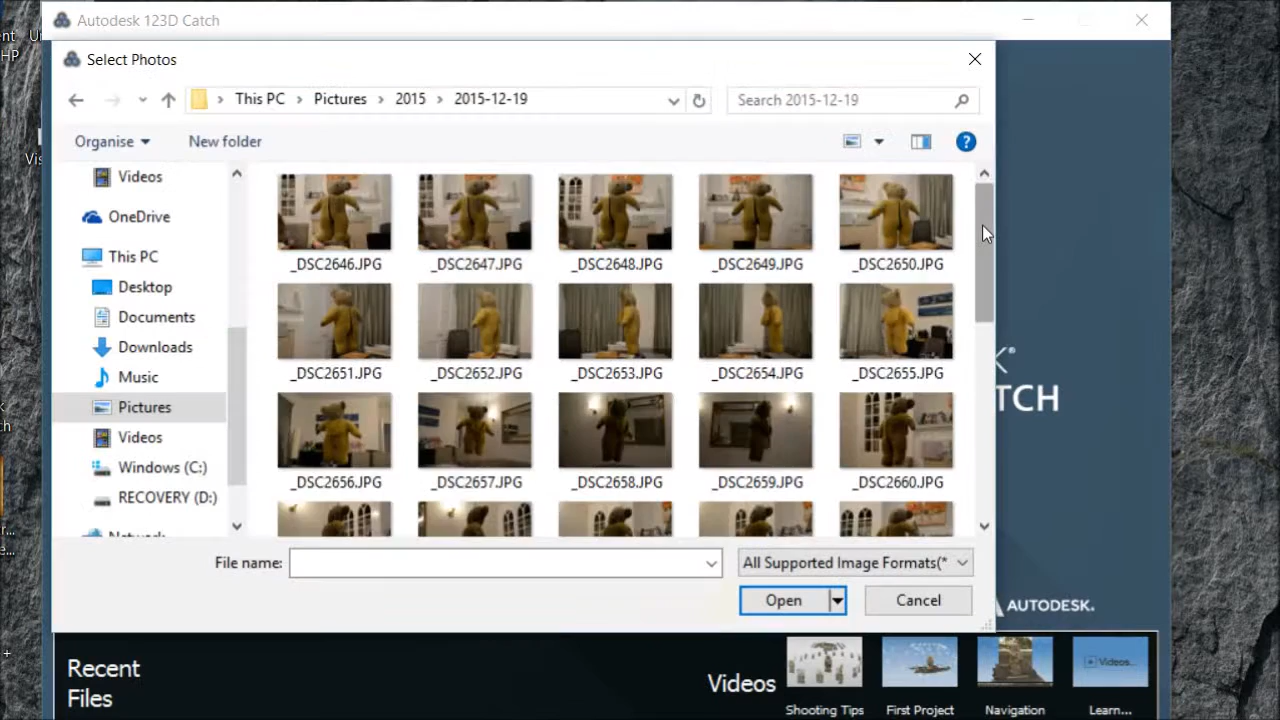 Autodesk 123D Catch
Select Photos
This PC > Pictures > 2015 > 2015-12-19
Search 2015-12-19
Organise
New folder
Videos
OneDrive
This PC
Desktop
Documents
Downloads
Music
Pictures
Videos
Windows (C:)
RECOVERY (D:)
_DSC2646.JPG _DSC2647.JPG _DSC2648.JPG _DSC2649.JPG _DSC2650.JPG
_DSC2651.JPG _DSC2652.JPG _DSC2653.JPG _DSC2654.JPG _DSC2655.JPG
_DSC2656.JPG _DSC2657.JPG _DSC2658.JPG _DSC2659.JPG _DSC2660.JPG
File name:
All Supported Image Formats(*
Open
Cancel
K®
TCH
AUTODESK.
Recent
Files
Videos
Videos...
Shooting Tips
First Project
Navigation
Learn...
HP